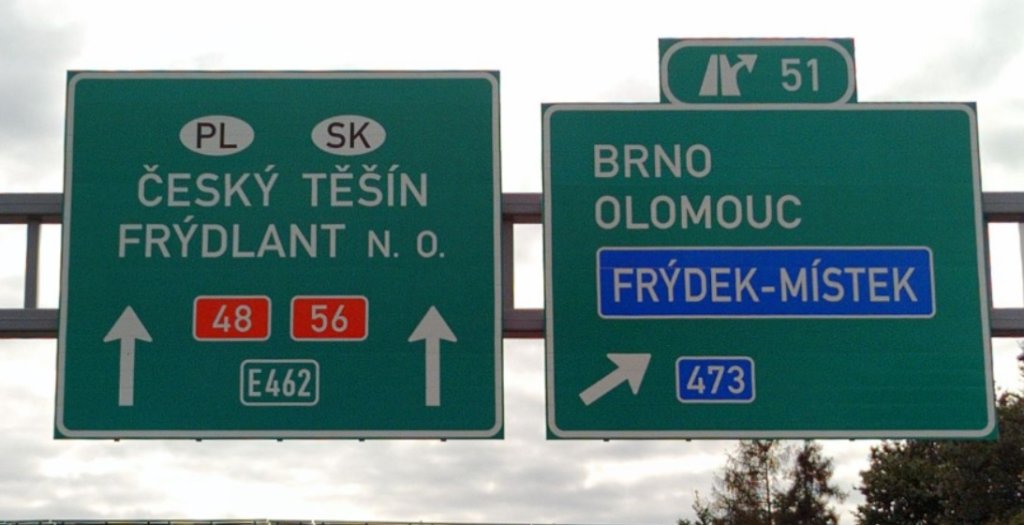 PL SK
ČESKÝ TĚŠÍN
FRÝDLANT N. O.
48 56
E462
51
BRNO
OLOMOUC
FRÝDEK-MÍSTEK
473